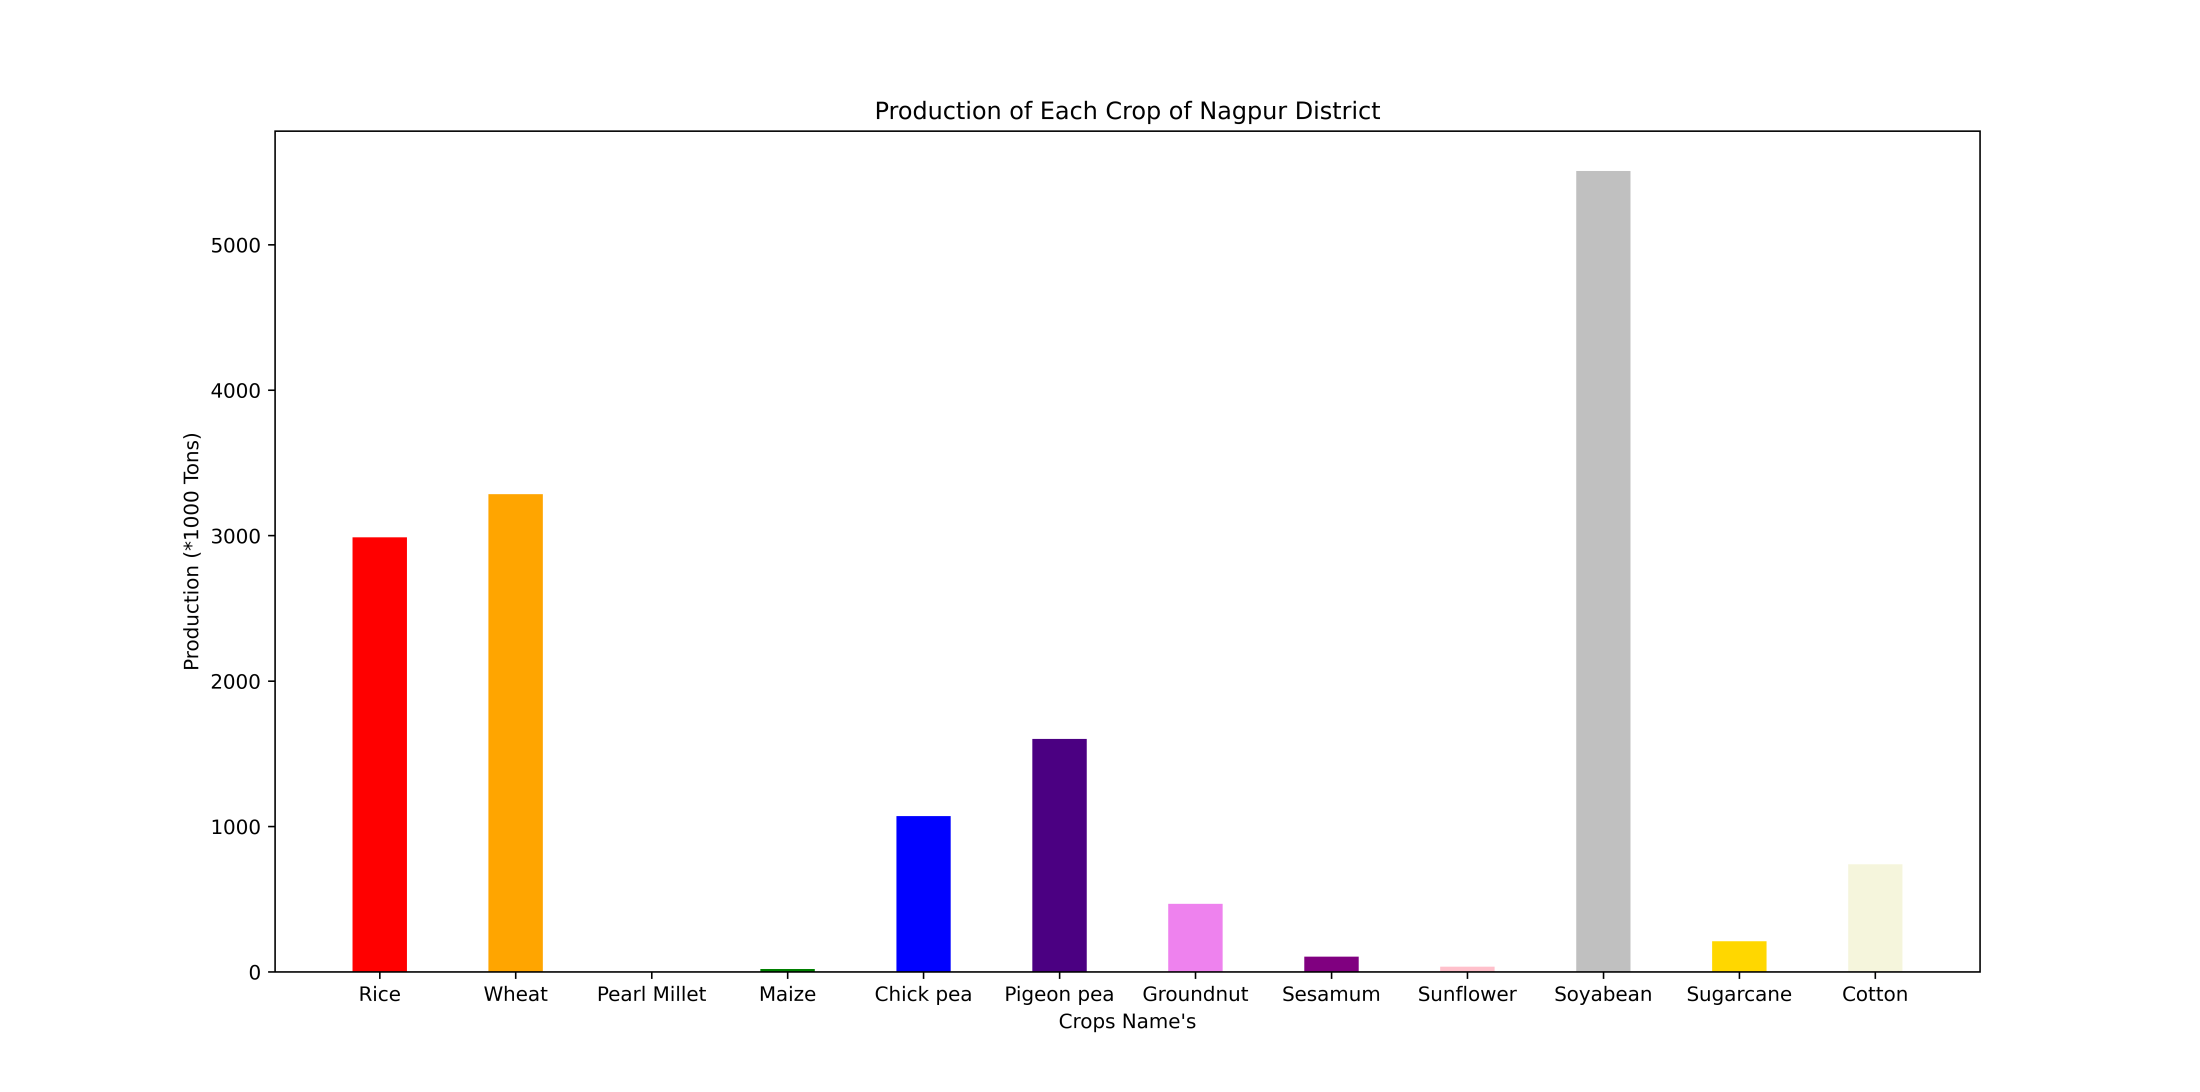 Production of Each Crop of Nagpur District
Production (*1000 Tons)
5000
4000
3000
2000
1000
0
Rice Wheat Pearl Millet Maize Chick pea Pigeon pea Groundnut Sesamum Sunflower Soyabean Sugarcane Cotton
Crops Name's